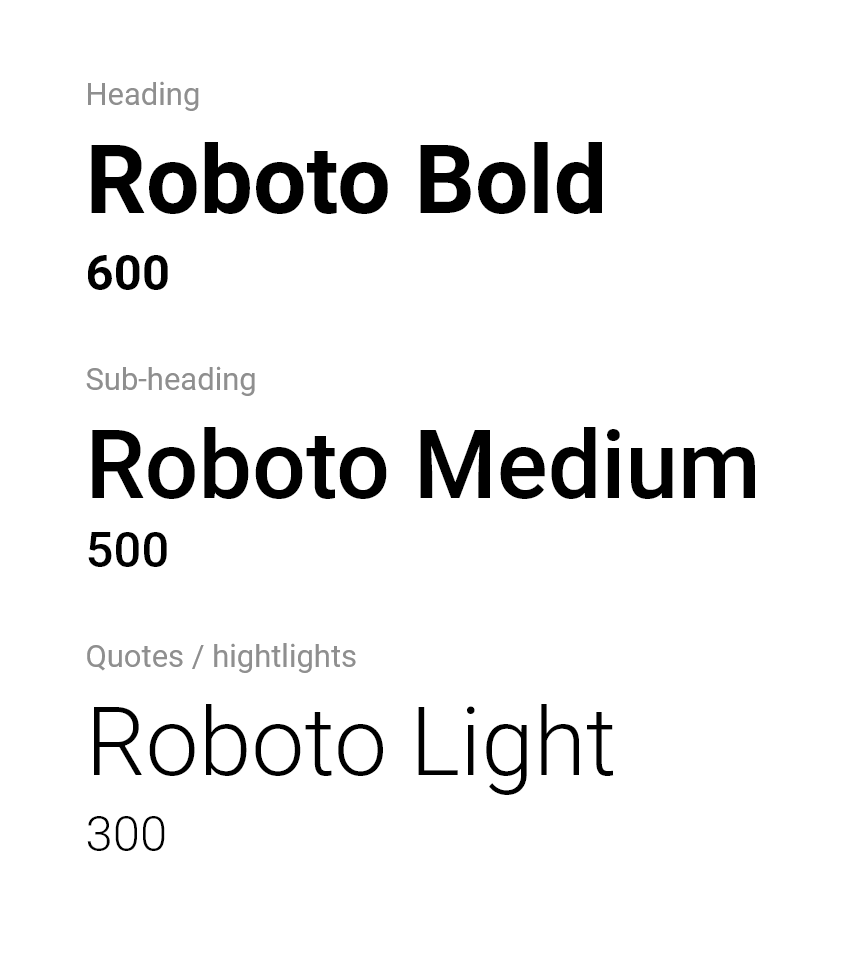 Heading
Roboto Bold
600
Sub-heading
Roboto Medium
500
Quotes / hightlights
Roboto Light
300